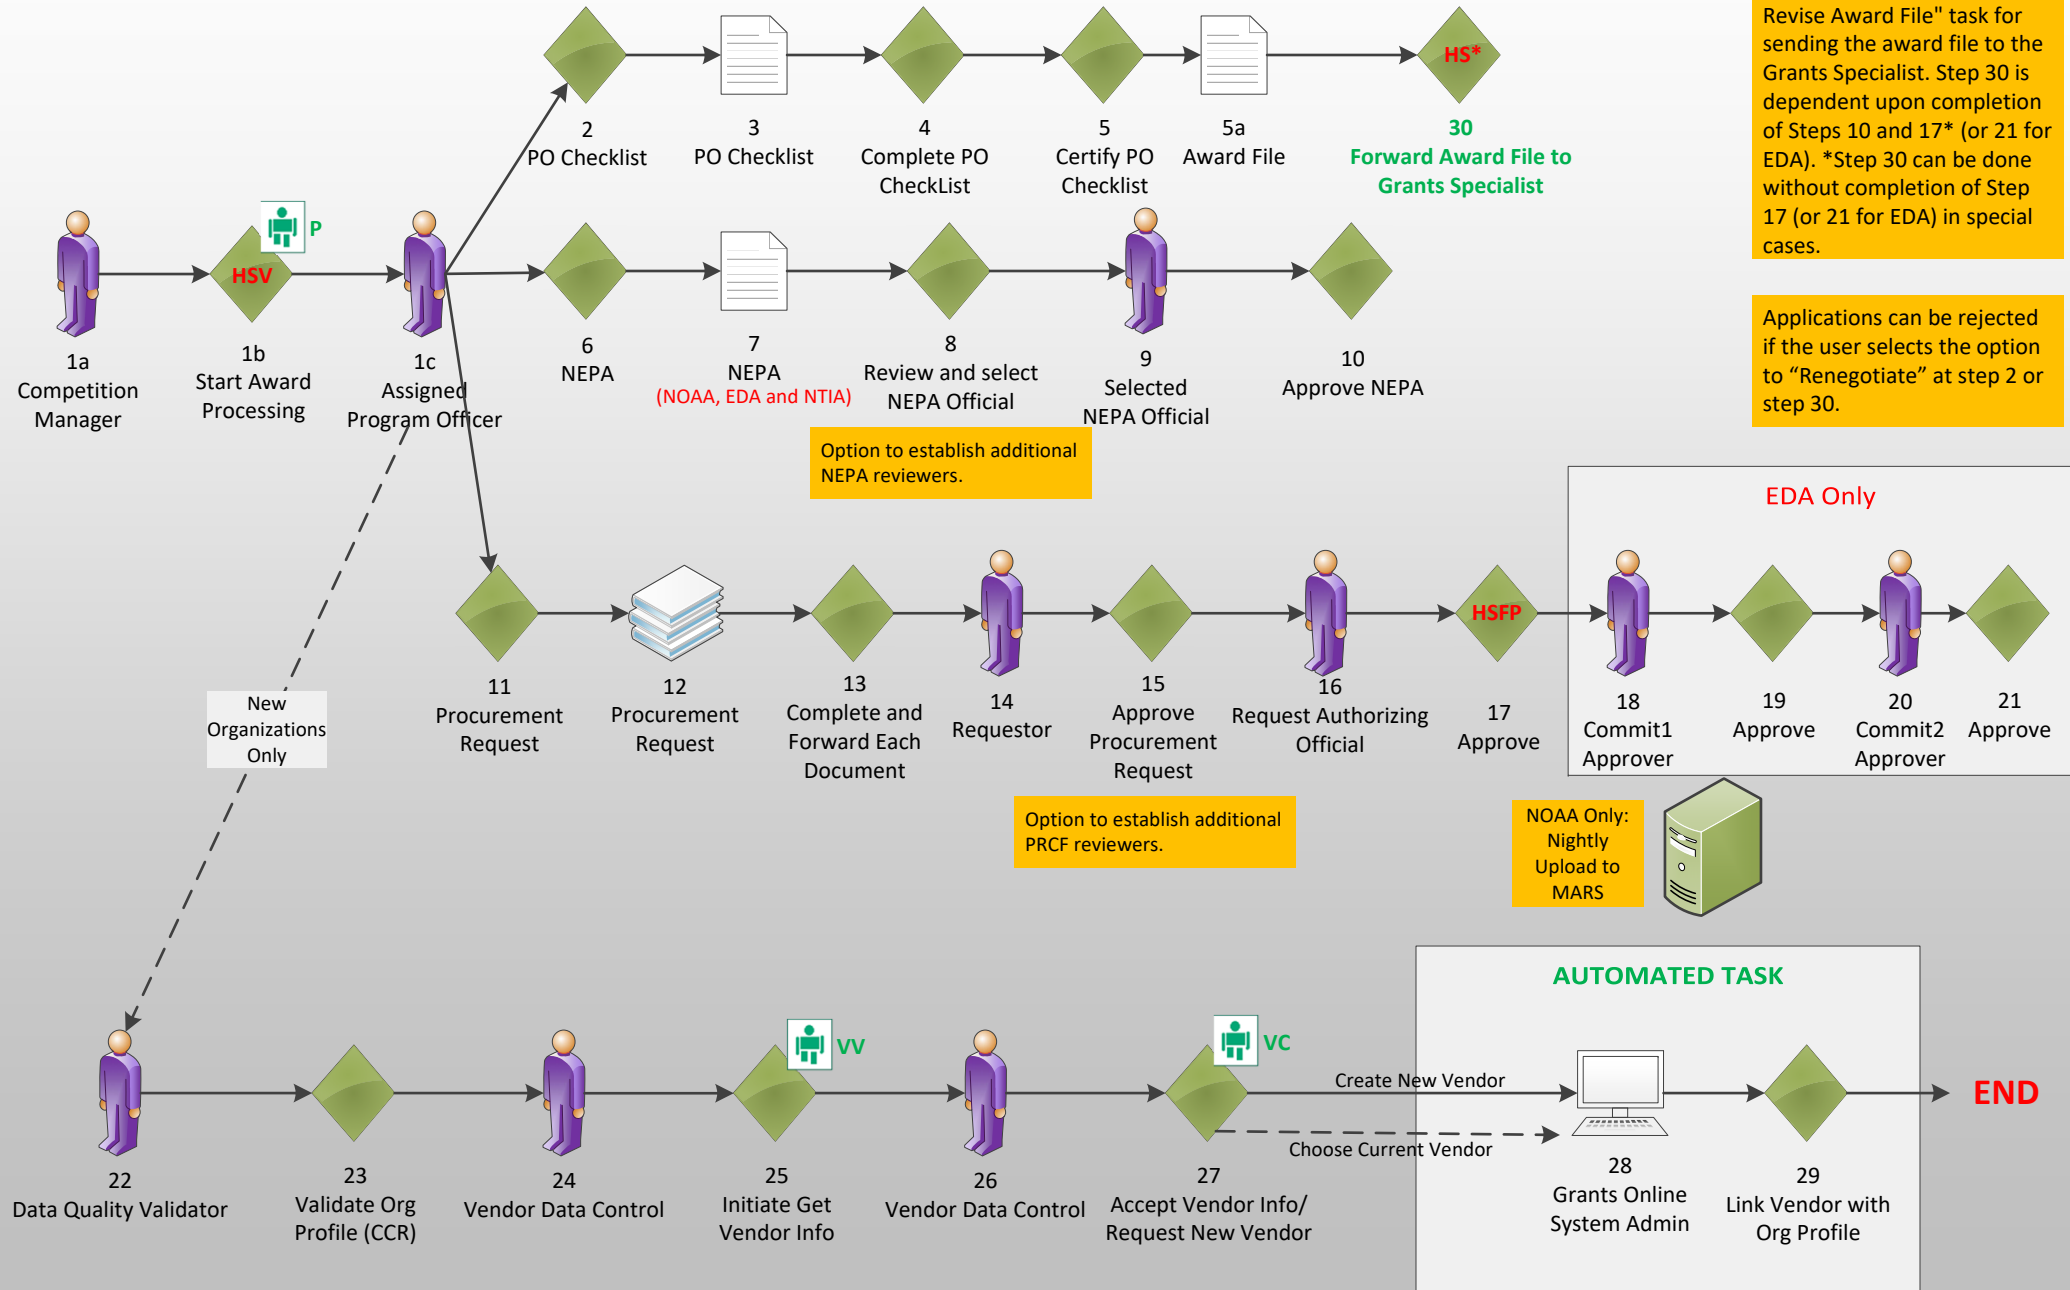 Revise Award File" task for
sending the award file to the
Grants Specialist. Step 30 is
dependent upon completion
of Steps 10 and 17* (or 21 for
EDA). *Step 30 can be done
without completion of Step
17 (or 21 for EDA) in special
cases.
Applications can be rejected
if the user selects the option
to “Renegotiate” at step 2 or
step 30.
HS*
2
PO Checklist
3
PO Checklist
4
Complete PO
CheckList
5
Certify PO
Checklist
5a
Award File
30
Forward Award File to
Grants Specialist
P
HSV
1a
Competition
Manager
1b
Start Award
Processing
1c
Assigned
Program Officer
6
NEPA
7
NEPA
(NOAA, EDA and NTIA)
8
Review and select
NEPA Official
9
Selected
NEPA Official
10
Approve NEPA
Option to establish additional
NEPA reviewers.
EDA Only
HSFP
11
Procurement
Request
12
Procurement
Request
13
Complete and
Forward Each
Document
14
Requestor
15
Approve
Procurement
Request
16
Request Authorizing
Official
17
Approve
18
Commit1
Approver
19
Approve
20
Commit2
Approver
21
Approve
New
Organizations
Only
Option to establish additional
PRCF reviewers.
NOAA Only:
Nightly
Upload to
MARS
AUTOMATED TASK
VV
VC
Create New Vendor
Choose Current Vendor
END
22
Data Quality Validator
23
Validate Org
Profile (CCR)
24
Vendor Data Control
25
Initiate Get
Vendor Info
26
Vendor Data Control
27
Accept Vendor Info/
Request New Vendor
28
Grants Online
System Admin
29
Link Vendor with
Org Profile